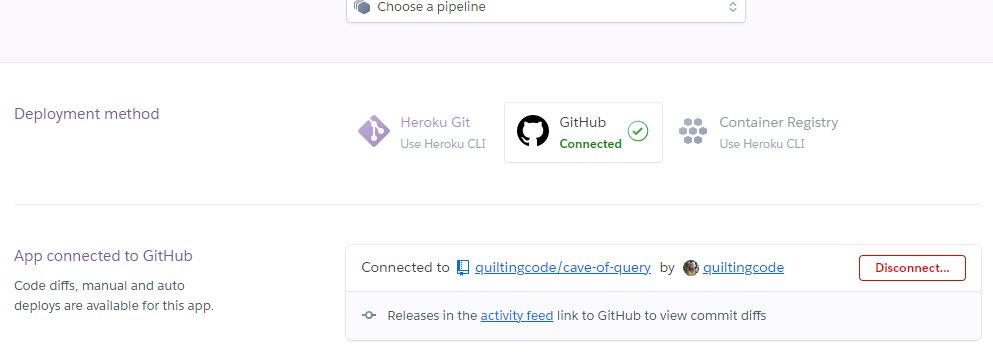 Choose a pipeline
Deployment method
Heroku Git
Use Heroku CLI
GitHub
Connected
Container Registry
Use Heroku CLI
App connected to GitHub
Code diffs, manual and auto
deploys are available for this app.
Connected to quiltingcode/cave-of-query by quiltingcode
Disconnect...
Releases in the activity feed link to GitHub to view commit diffs